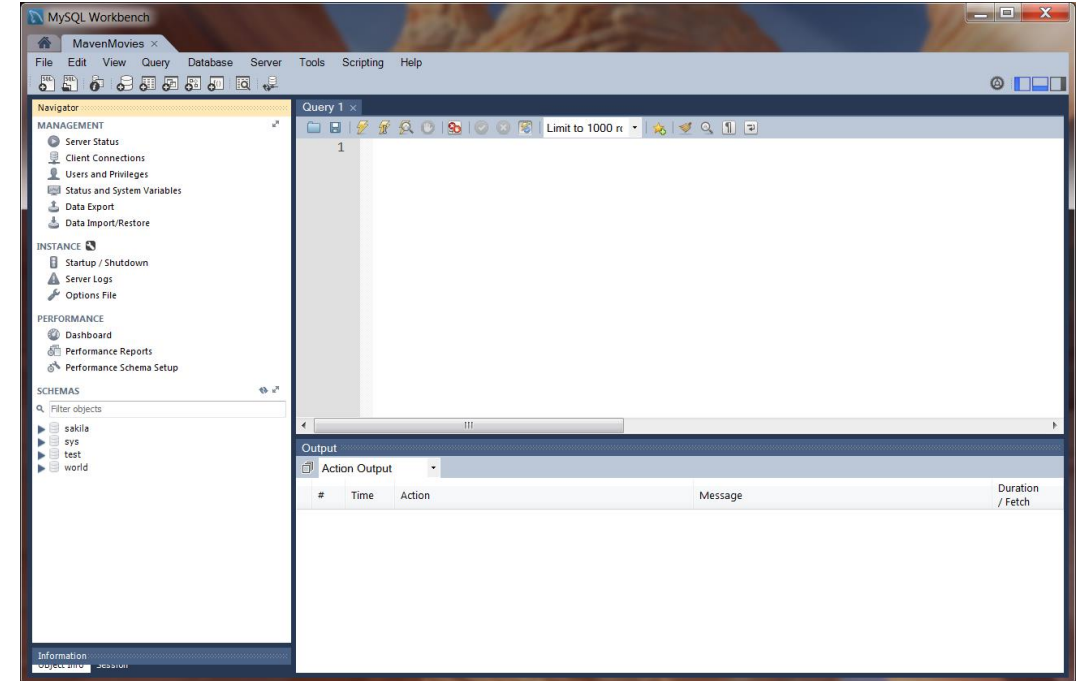 MySQL Workbench
MavenMovies
File Edit View Query Database Server Tools Scripting Help
Navigator
MANAGEMENT
Server Status
Client Connections
Users and Privileges
Status and System Variables
Data Export
Data Import/Restore
INSTANCE
Startup / Shutdown
Server Logs
Options File
PERFORMANCE
Dashboard
Performance Reports
Performance Schema Setup
SCHEMAS
Filter objects
sakila
sys
test
world
Information
Object Info Session
Query 1
Limit to 1000 r
1
Output
Action Output
# Time Action Message Duration
/ Fetch